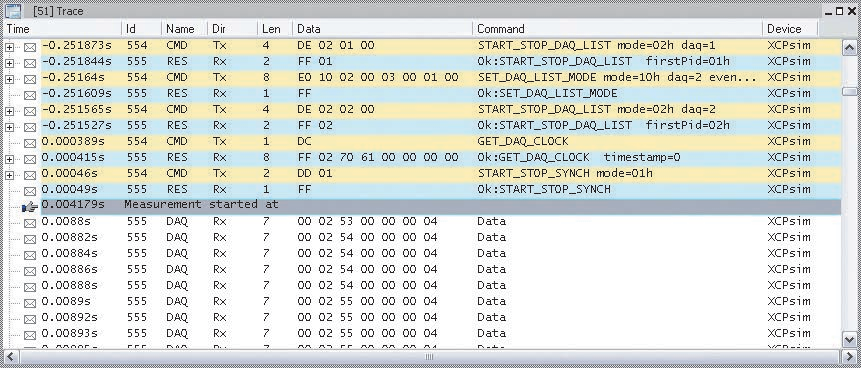 [51] Trace
Time Id Name Dir Len Data Command Device
-0.251873s 554 CMD Tx 4 DE 02 01 00 START_STOP_DAQ_LIST mode=02h daq=1 XCPsim
-0.251844s 555 RES Rx 2 FF 01 Ok:START_STOP_DAQ_LIST firstPid=01h XCPsim
-0.25164s 554 CMD Tx 8 E0 10 02 00 03 00 01 00 SET_DAQ_LIST_MODE mode=10h daq=2 even... XCPsim
-0.251609s 555 RES Rx 1 FF Ok:SET_DAQ_LIST_MODE XCPsim
-0.251565s 554 CMD Tx 4 DE 02 02 00 START_STOP_DAQ_LIST mode=02h daq=2 XCPsim
-0.251527s 555 RES Rx 2 FF 02 Ok:START_STOP_DAQ_LIST firstPid=02h XCPsim
0.000389s 554 CMD Tx 1 DC GET_DAQ_CLOCK XCPsim
0.000415s 555 RES Rx 8 FF 02 70 61 00 00 00 00 Ok:GET_DAQ_CLOCK timestamp=0 XCPsim
0.00046s 554 CMD Tx 2 DD 01 START_STOP_SYNCH mode=01h XCPsim
0.00049s 555 RES Rx 1 FF Ok:START_STOP_SYNCH XCPsim
0.004179s Measurement started at
0.0088s 555 DAQ Rx 7 00 02 53 00 00 00 04 Data XCPsim
0.00882s 555 DAQ Rx 7 00 02 54 00 00 00 04 Data XCPsim
0.00884s 555 DAQ Rx 7 00 02 54 00 00 00 04 Data XCPsim
0.00886s 555 DAQ Rx 7 00 02 54 00 00 00 04 Data XCPsim
0.00888s 555 DAQ Rx 7 00 02 54 00 00 00 04 Data XCPsim
0.0089s 555 DAQ Rx 7 00 02 55 00 00 00 04 Data XCPsim
0.00892s 555 DAQ Rx 7 00 02 55 00 00 00 04 Data XCPsim
0.00893s 555 DAQ Rx 7 00 02 55 00 00 00 04 Data XCPsim
555 DAQ Rx 7 00 02 55 00 00 00 04 Data XCPsim